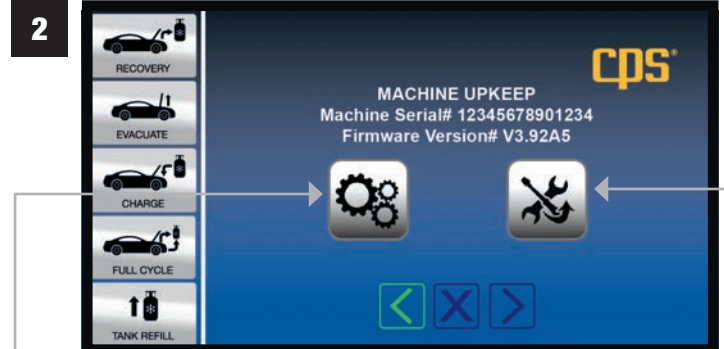 2
RECOVERY
EVACUATE
CHARGE
FULL CYCLE
TANK REFILL
cps®
MACHINE UPKEEP
Machine Serial# 12345678901234
Firmware Version# V3.92A5